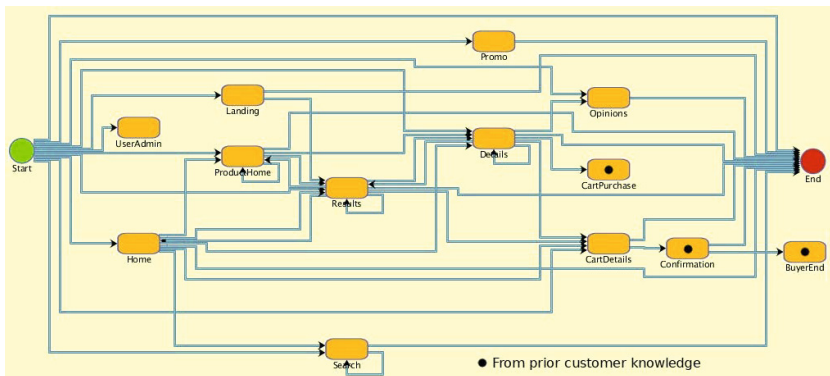 Promo
Landing
Opinions
UserAdmin
Start
ProductHome
Details
End
CartPurchase
Results
Home
CartDetails
Confirmation
BuyerEnd
Search
From prior customer knowledge